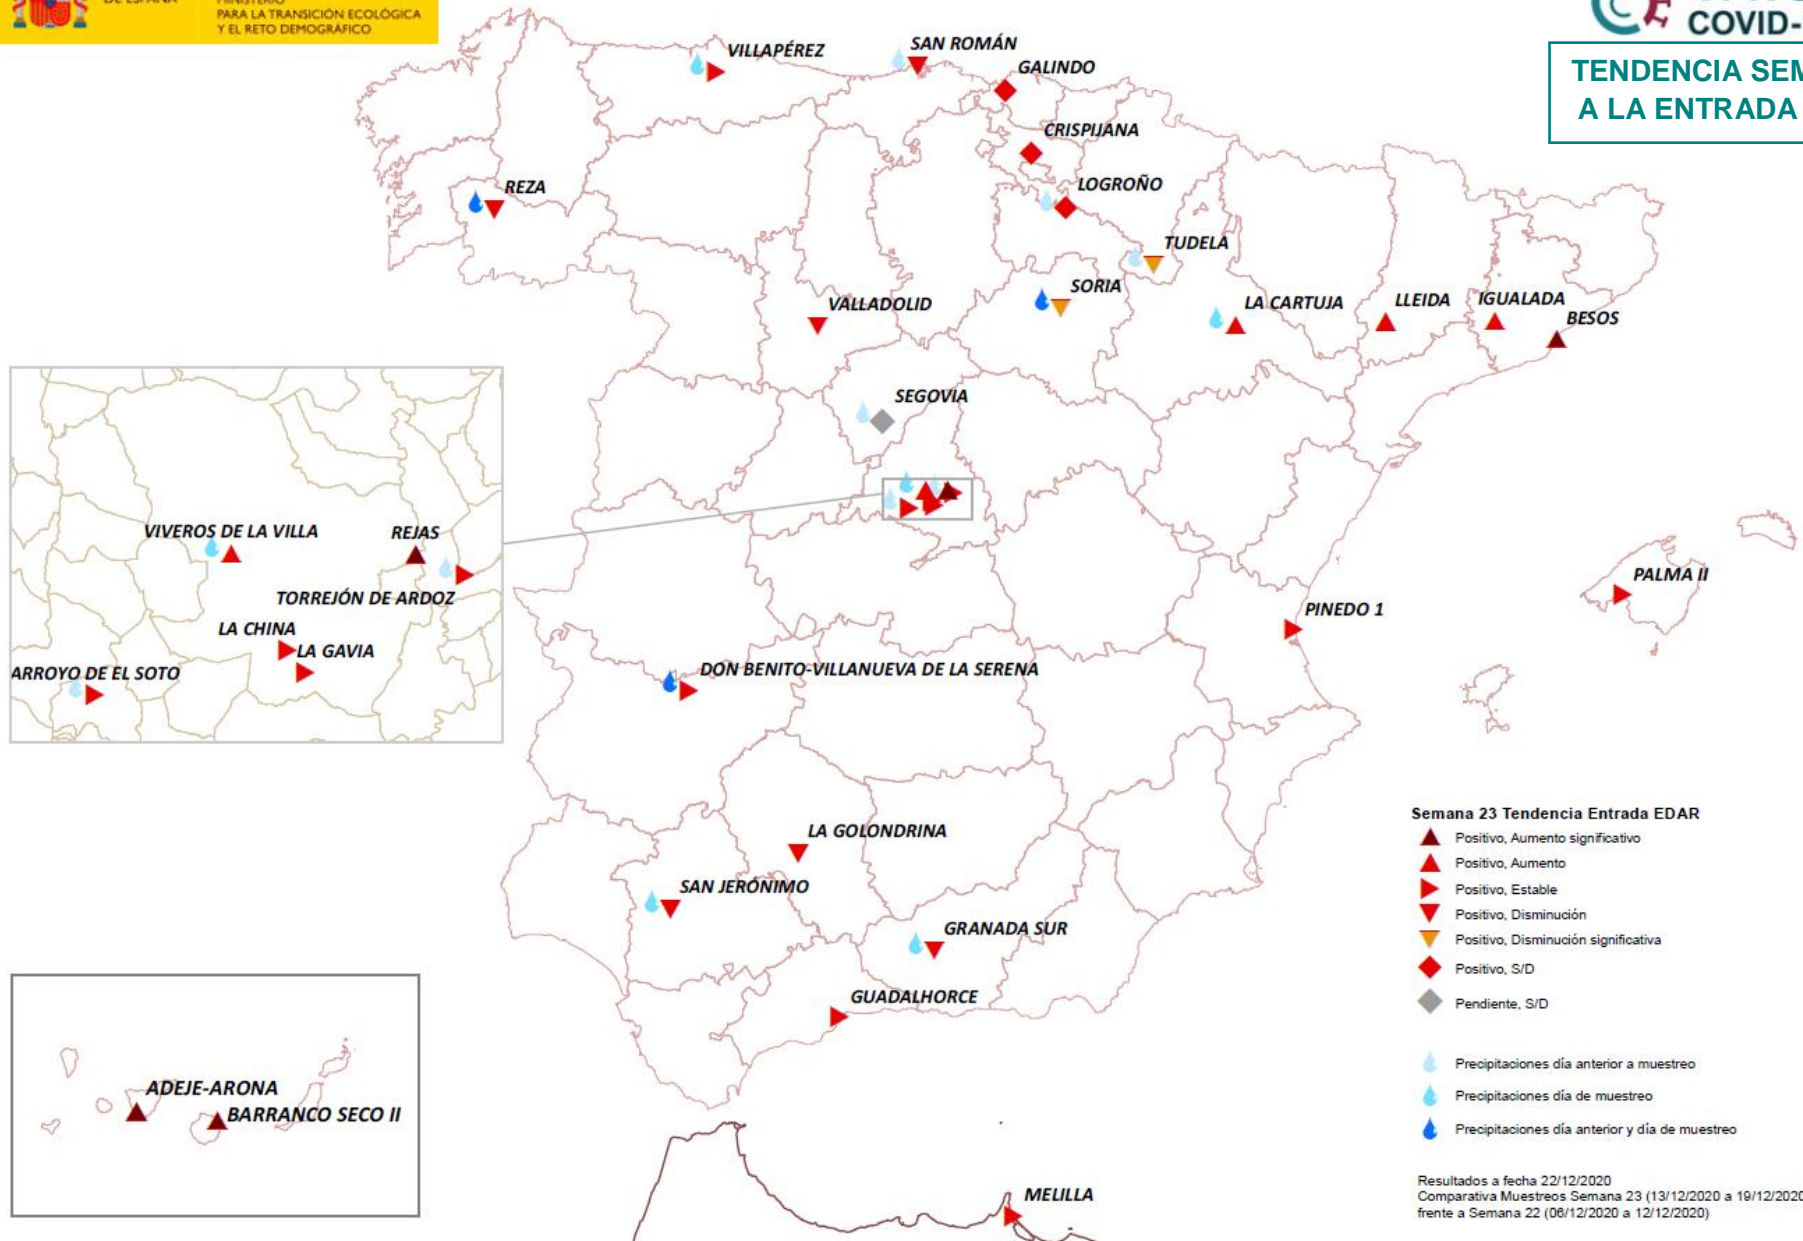 DE ESPAÑA
MINISTERIO
PARA LA TRANSICIÓN ECOLÓGICA
Y EL RETO DEMOGRÁFICO
COVID-
TENDENCIA SEM
A LA ENTRADA
VILLAPÉREZ
SAN ROMÁN
GALINDO
CRISPIJANA
REZA
LOGROÑO
TUDELA
SORIA
VALLADOLID
LA CARTUJA
LLEIDA
IGUALADA
BESOS
SEGOVIA
VIVEROS DE LA VILLA
REJAS
TORREJÓN DE ARDOZ
LA CHINA
LA GAVIA
ARROYO DE EL SOTO
PALMA II
PINEDO 1
DON BENITO-VILLANUEVA DE LA SERENA
LA GOLONDRINA
SAN JERÓNIMO
GRANADA SUR
GUADALHORCE
ADEJE-ARONA
BARRANCO SECO II
MELILLA
Semana 23 Tendencia Entrada EDAR
Positivo, Aumento significativo
Positivo, Aumento
Positivo, Estable
Positivo, Disminución
Positivo, Disminución significativa
Positivo, S/D
Pendiente, S/D
Precipitaciones día anterior a muestreo
Precipitaciones día de muestreo
Precipitaciones día anterior y día de muestreo
Resultados a fecha 22/12/2020
Comparativa Muestreos Semana 23 (13/12/2020 a 19/12/2020
frente a Semana 22 (06/12/2020 a 12/12/2020)